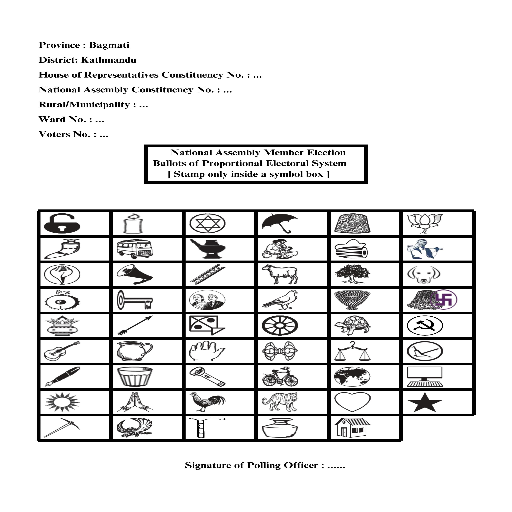 Province : Bagmati
District: Kathmandu
House of Representatives Constituency No. : ...
National Assembly Constituency No. : ...
Rural/Municipality : ...
Ward No. : ...
Voters No. : ...
National Assembly Member Election
Ballots of Proportional Electoral System
[ Stamp only inside a symbol box ]
Signature of Polling Officer : ......